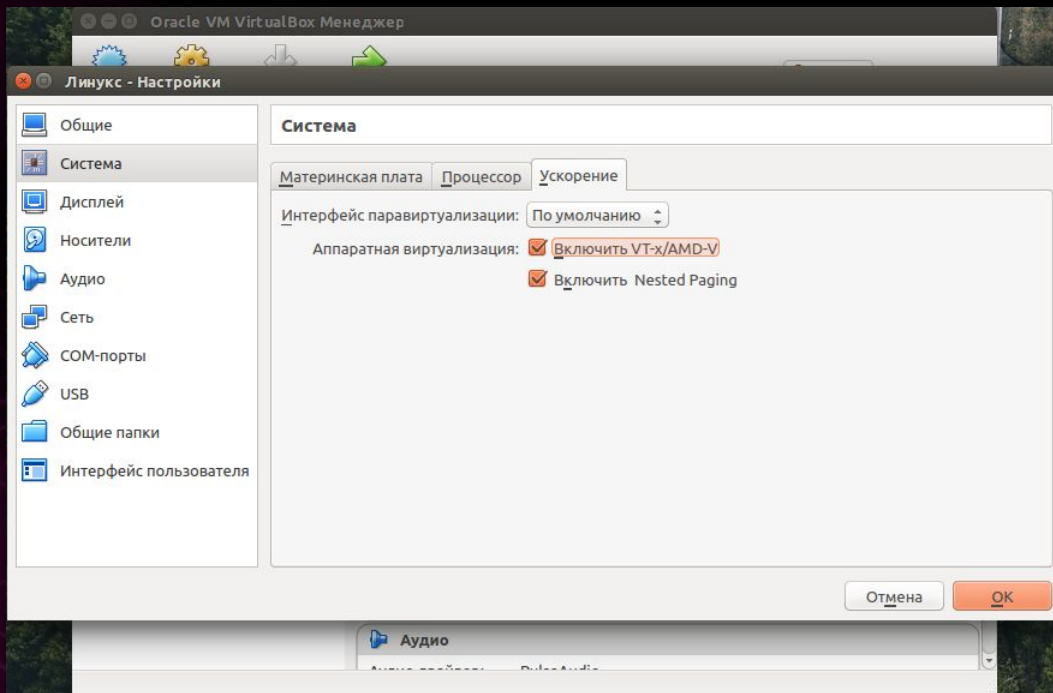 Oracle VM VirtualBox Менеджер
Линукс - Настройки
Общие
Система
Дисплей
Носители
Аудио
Сеть
COM-порты
USB
Общие папки
Интерфейс пользователя
Система
Материнская плата Процессор Ускорение
Интерфейс паравиртуализации: По умолчанию
Аппаратная виртуализация: Включить VT-x/AMD-V
Включить Nested Paging
Отмена OK
Аудио